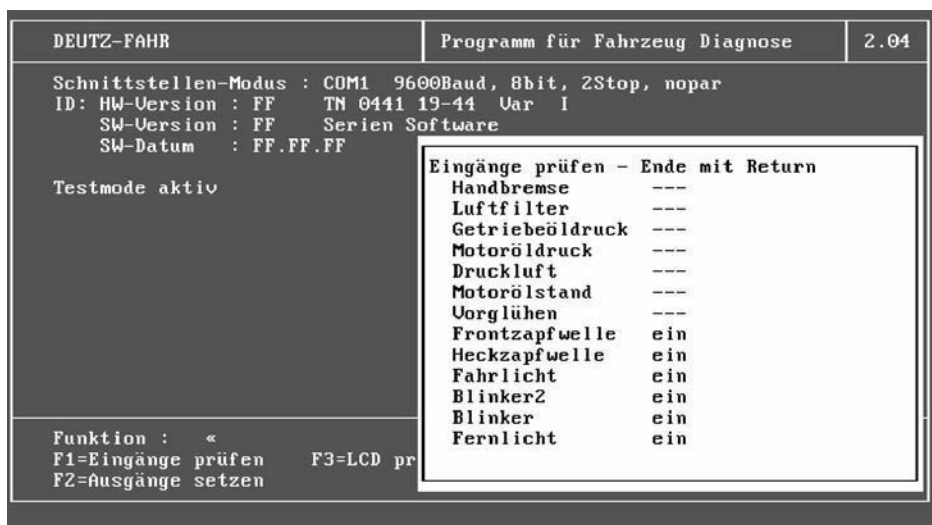 DEUTZ-FAHR Programm für Fahrzeug Diagnose 2.04
Schnittstellen-Modus : COM1 9600Baud, 8bit, 2Stop, nopar
ID: HW-Version : FF TN 0441 19-44 Var I
SW-Version : FF Serien Software
SW-Datum : FF.FF.FF
Testmode aktiv
Eingänge prüfen - Ende mit Return
Handbremse ---
Luftfilter ---
Getriebeöldruck ---
Motoröldruck ---
Druckluft ---
Motorölstand ---
Vorglühen ---
Frontzapfwelle ein
Heckzapfwelle ein
Fahrlicht ein
Blinker2 ein
Blinker ein
Fernlicht ein
Funktion : «
F1=Eingänge prüfen F3=LCD pr
F2=Ausgänge setzen